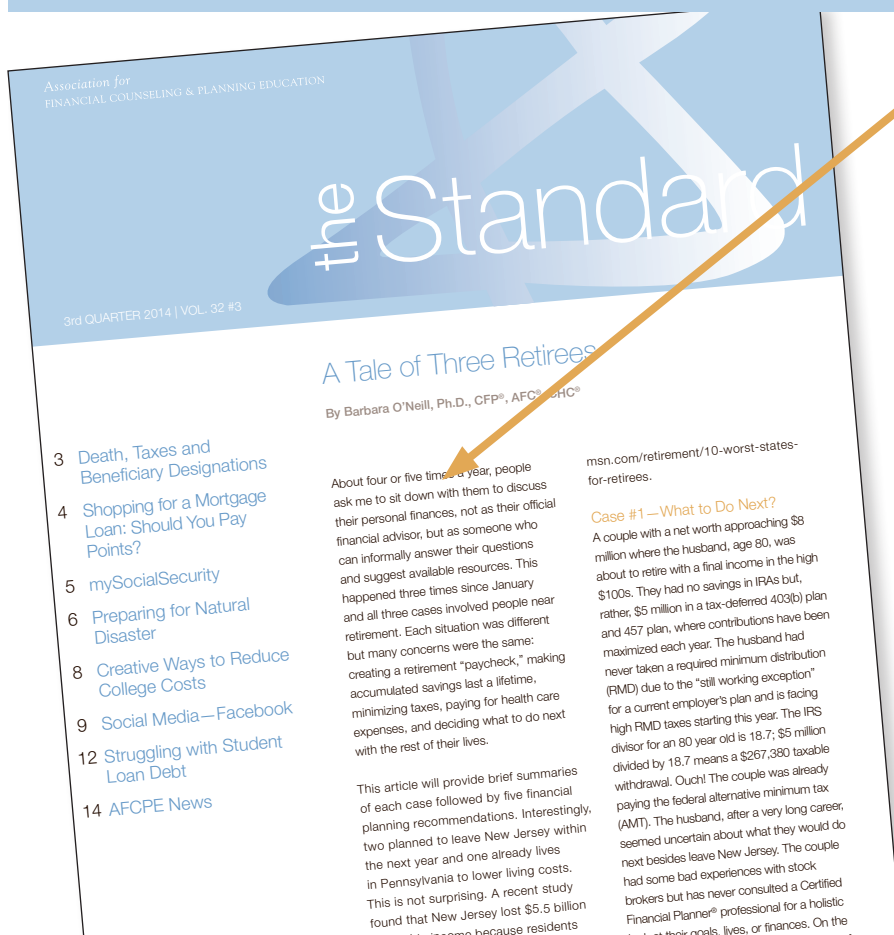 Association for
FINANCIAL COUNSELING & PLANNING EDUCATION
the Standard
3rd QUARTER 2014 | VOL. 32 #3
A Tale of Three Retirees
By Barbara O'Neill, Ph.D., CFP®, AFC®, CHC®
3 Death, Taxes and
Beneficiary Designations
4 Shopping for a Mortgage
Loan: Should You Pay
Points?
5 mySocialSecurity
6 Preparing for Natural
Disaster
8 Creative Ways to Reduce
College Costs
9 Social Media—Facebook
12 Struggling with Student
Loan Debt
14 AFCPE News
About four or five times a year, people
ask me to sit down with them to discuss
their personal finances, not as their official
financial advisor, but as someone who
can informally answer their questions
and suggest available resources. This
happened three times since January
and all three cases involved people near
retirement. Each situation was different
but many concerns were the same:
creating a retirement “paycheck,” making
accumulated savings last a lifetime,
minimizing taxes, paying for health care
expenses, and deciding what to do next
with the rest of their lives.
This article will provide brief summaries
of each case followed by five financial
planning recommendations. Interestingly,
two planned to leave New Jersey within
the next year and one already lives
in Pennsylvania to lower living costs.
This is not surprising. A recent study
found that New Jersey lost $5.5 billion
income because residents
msn.com/retirement/10-worst-states-
for-retirees.
Case #1—What to Do Next?
A couple with a net worth approaching $8
million where the husband, age 80, was
about to retire with a final income in the high
$100s. They had no savings in IRAs but,
rather, $5 million in a tax-deferred 403(b) plan
and 457 plan, where contributions have been
maximized each year. The husband had
never taken a required minimum distribution
(RMD) due to the “still working exception”
for a current employer's plan and is facing
high RMD taxes starting this year. The IRS
divisor for an 80 year old is 18.7; $5 million
divided by 18.7 means a $267,380 taxable
withdrawal. Ouch! The couple was already
paying the federal alternative minimum tax
(AMT). The husband, after a very long career,
seemed uncertain about what they would do
next besides leave New Jersey. The couple
had some bad experiences with stock
brokers but has never consulted a Certified
Financial Planner® professional for a holistic
at their goals, lives, or finances. On the